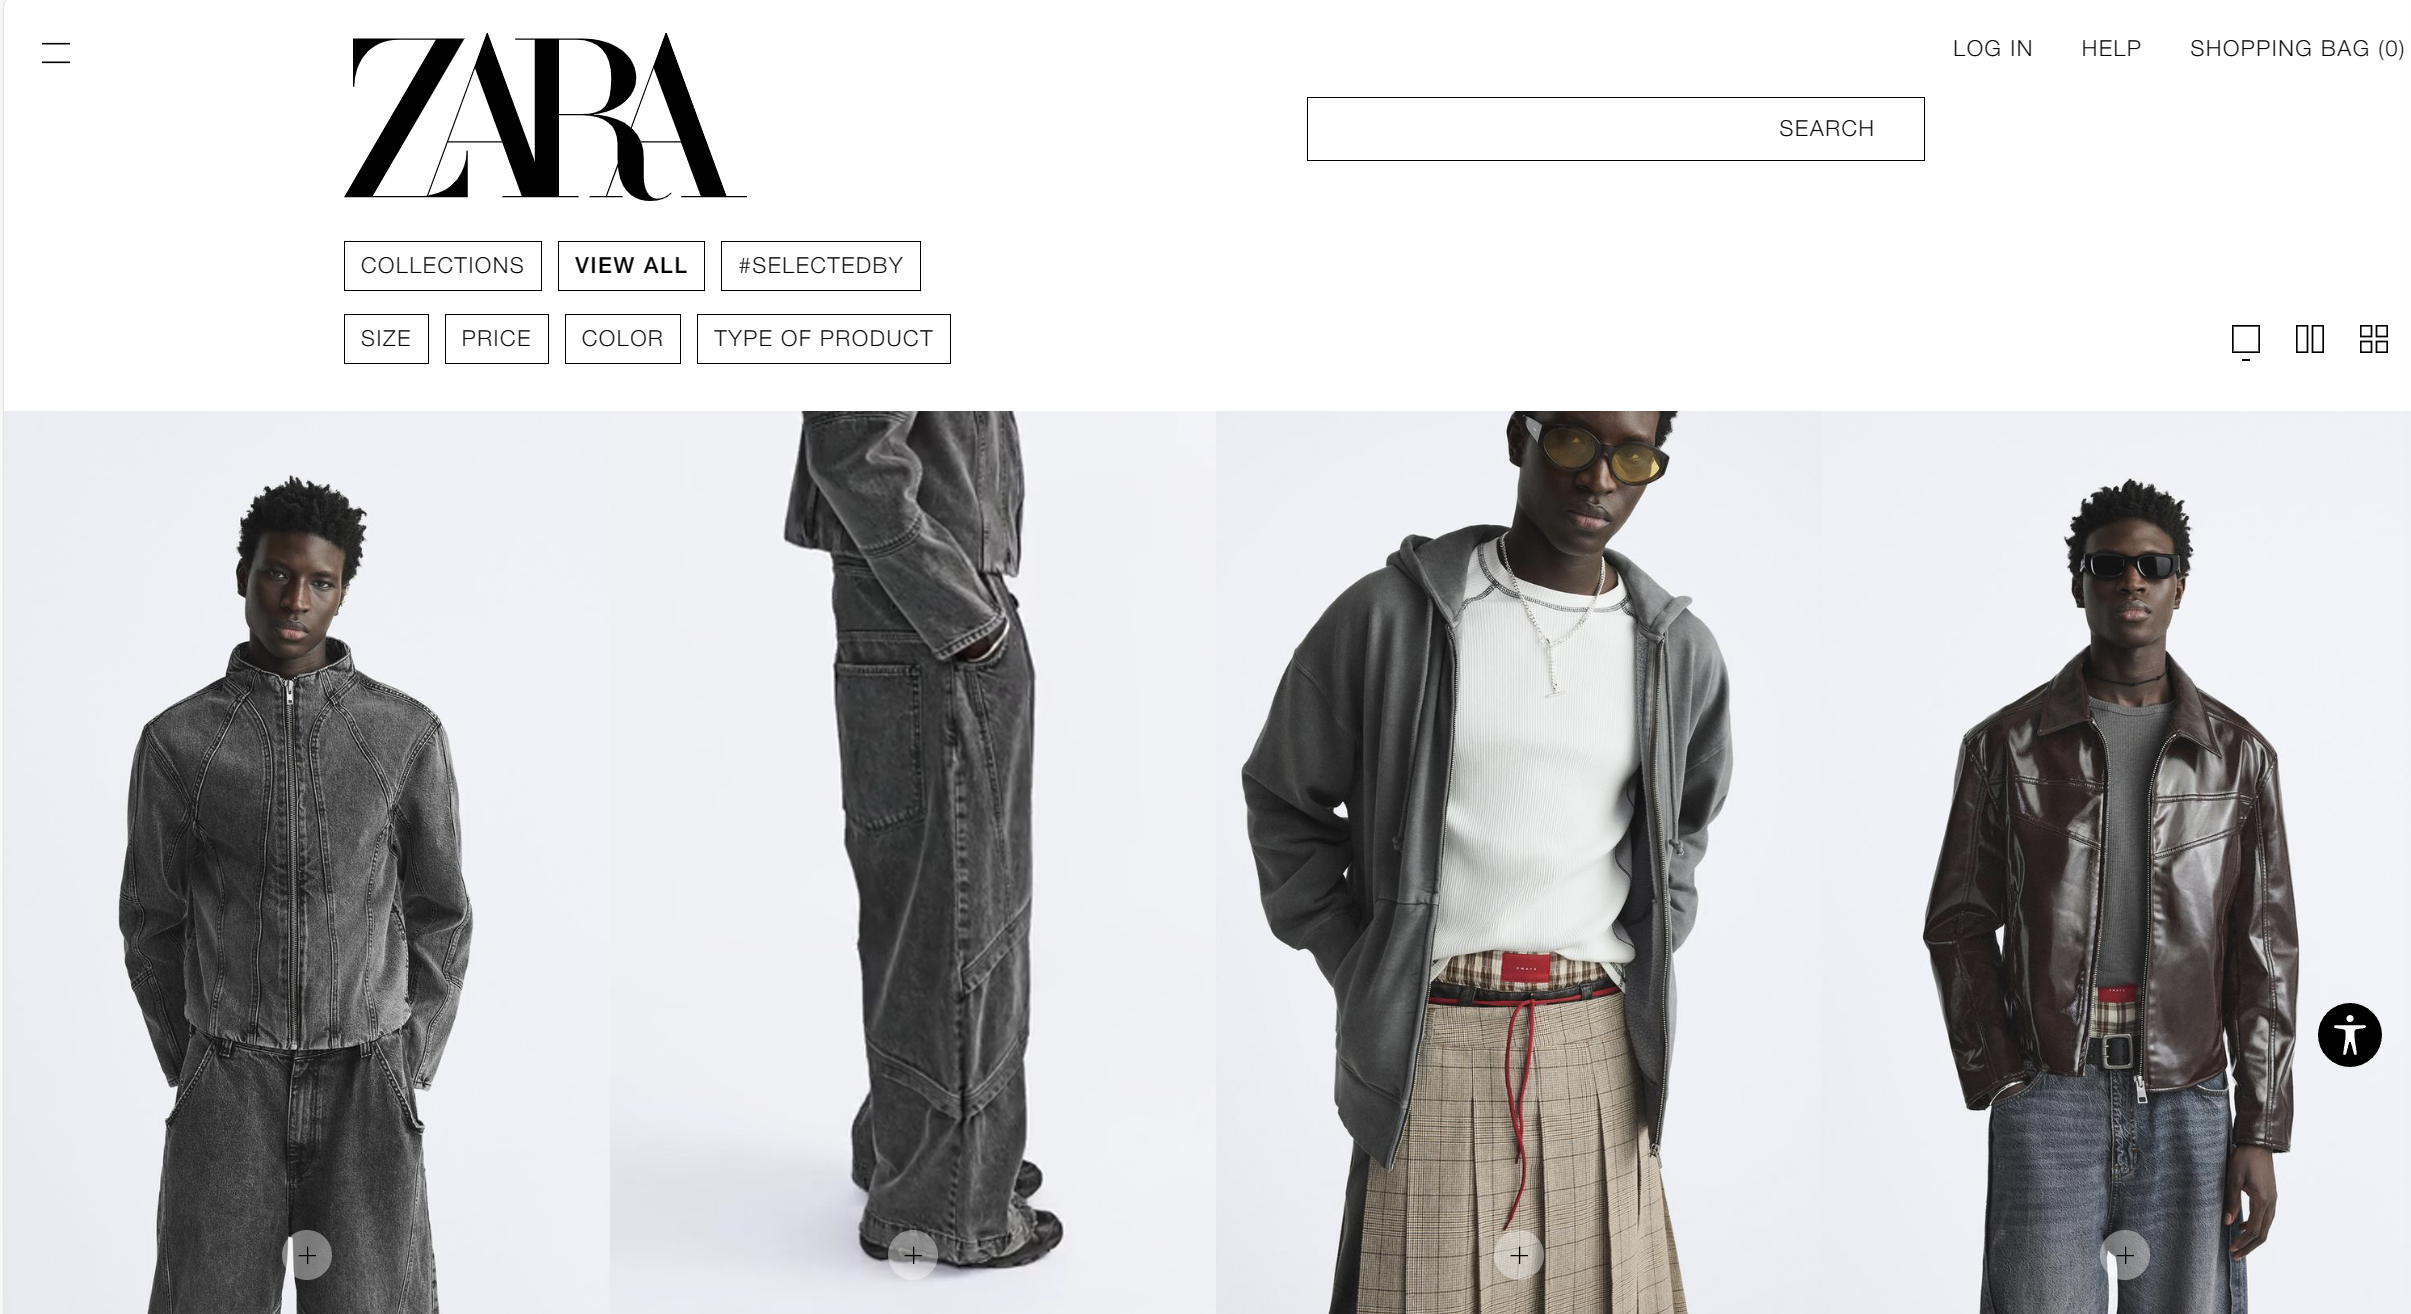 ZARA
LOG IN HELP SHOPPING BAG (0)
SEARCH
COLLECTIONS VIEW ALL #SELECTEDBY
SIZE PRICE COLOR TYPE OF PRODUCT